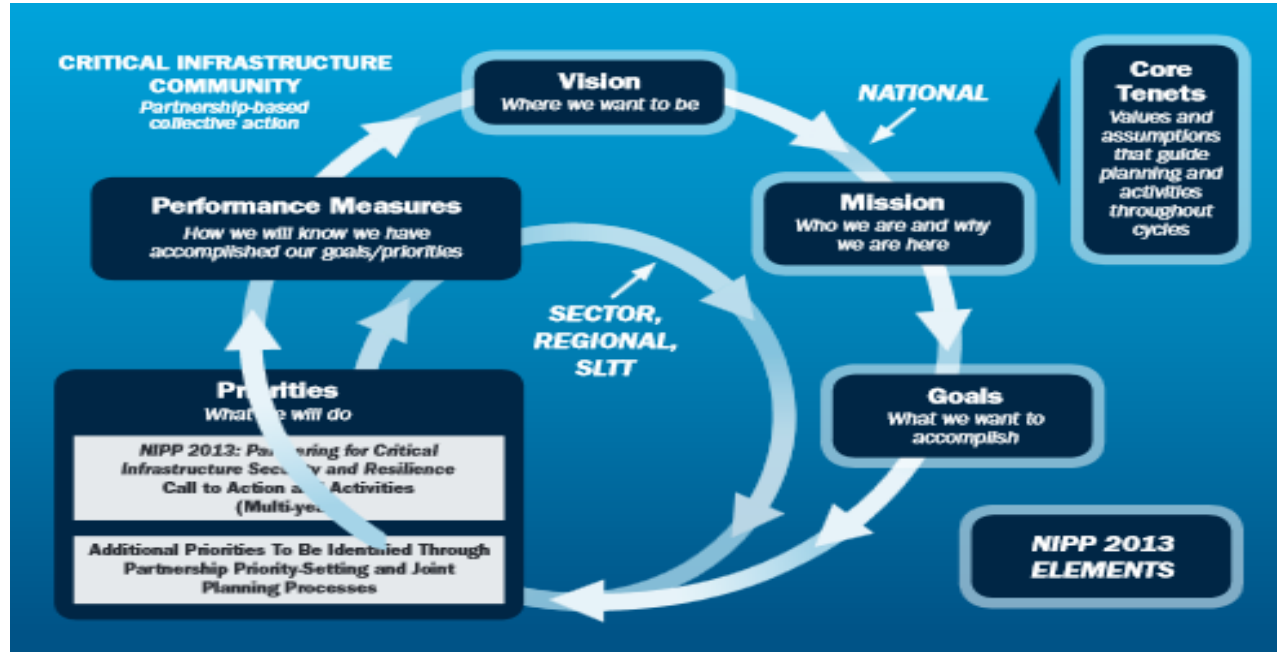 CRITICAL INFRASTRUCTURE
COMMUNITY
Partnership-based
collective action
Vision
Where we want to be
NATIONAL
Core
Tenets
Values and
assumptions
that guide
planning and
activities
throughout
cycles
Performance Measures
How we will know we have
accomplished our goals/priorities
Mission
Who we are and why
we are here
SECTOR,
REGIONAL,
SLTT
Priorities
What we will do
NIPP 2013: Partnering for Critical
Infrastructure Security and Resilience
Call to Action and Activities
(Multi-year)
Additional Priorities To Be Identified Through
Partnership Priority-Setting and Joint
Planning Processes
Goals
What we want to
accomplish
NIPP 2013
ELEMENTS